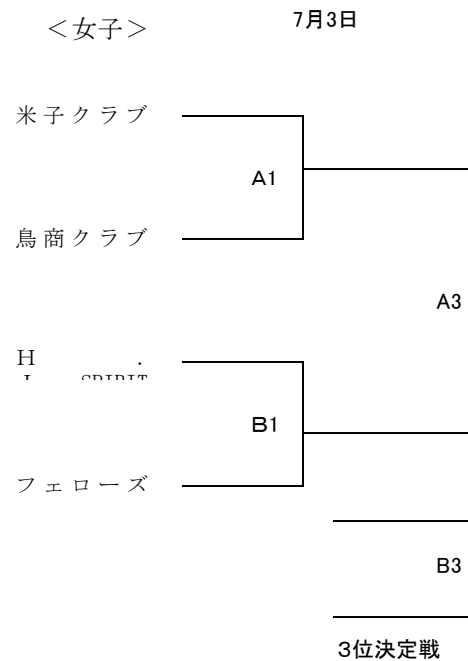 <女子> 7月3日
米子クラブ
A1
鳥商クラブ
A3
H .
B1
フェローズ
B3
3位決定戦